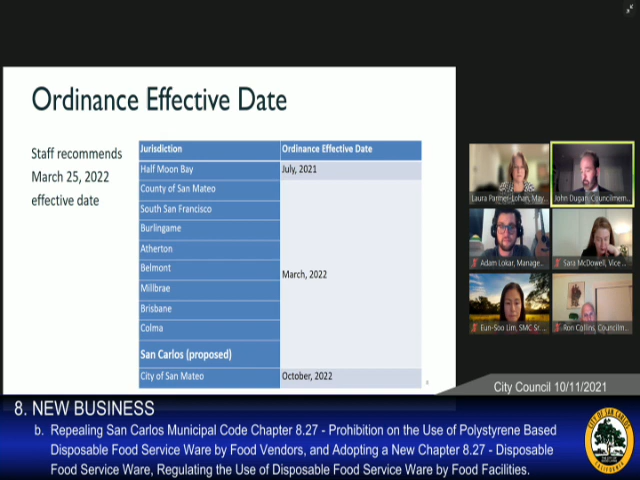 Ordinance Effective Date
Staff recommends
March 25, 2022
effective date
Jurisdiction Ordinance Effective Date
Half Moon Bay July, 2021
County of San Mateo
South San Francisco
Burlingame
Atherton
Belmont
March, 2022
Millbrae
Brisbane
Colma
San Carlos (proposed)
City of San Mateo October, 2022
Laura Parmer-Lohan, May...
John Dugan, Councilmem...
Adam Lokar, Manage...
Sara McDowell, Vice...
Eun-Soo Lim, SMC Sr...
Ron Collins, Councilm...
City Council 10/11/2021
8. NEW BUSINESS
b. Repealing San Carlos Municipal Code Chapter 8.27 - Prohibition on the Use of Polystyrene Based
Disposable Food Service Ware by Food Vendors, and Adopting a New Chapter 8.27 - Disposable
Food Service Ware, Regulating the Use of Disposable Food Service Ware by Food Facilities.
CITY OF SAN CARLOS
CALIFORNIA